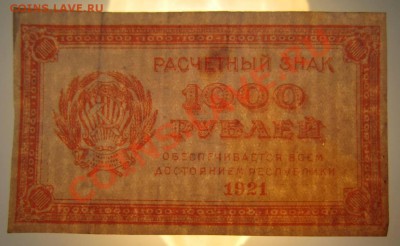 COINS.LAVE.RU
РАСЧЕТНЫЙ ЗНАК
1000
РУБЛЕЙ
ОБЕСПЕЧИВАЕТСЯ ВСЕМ
ДОСТОЯНИЕМ РЕСПУБЛИКИ
1921